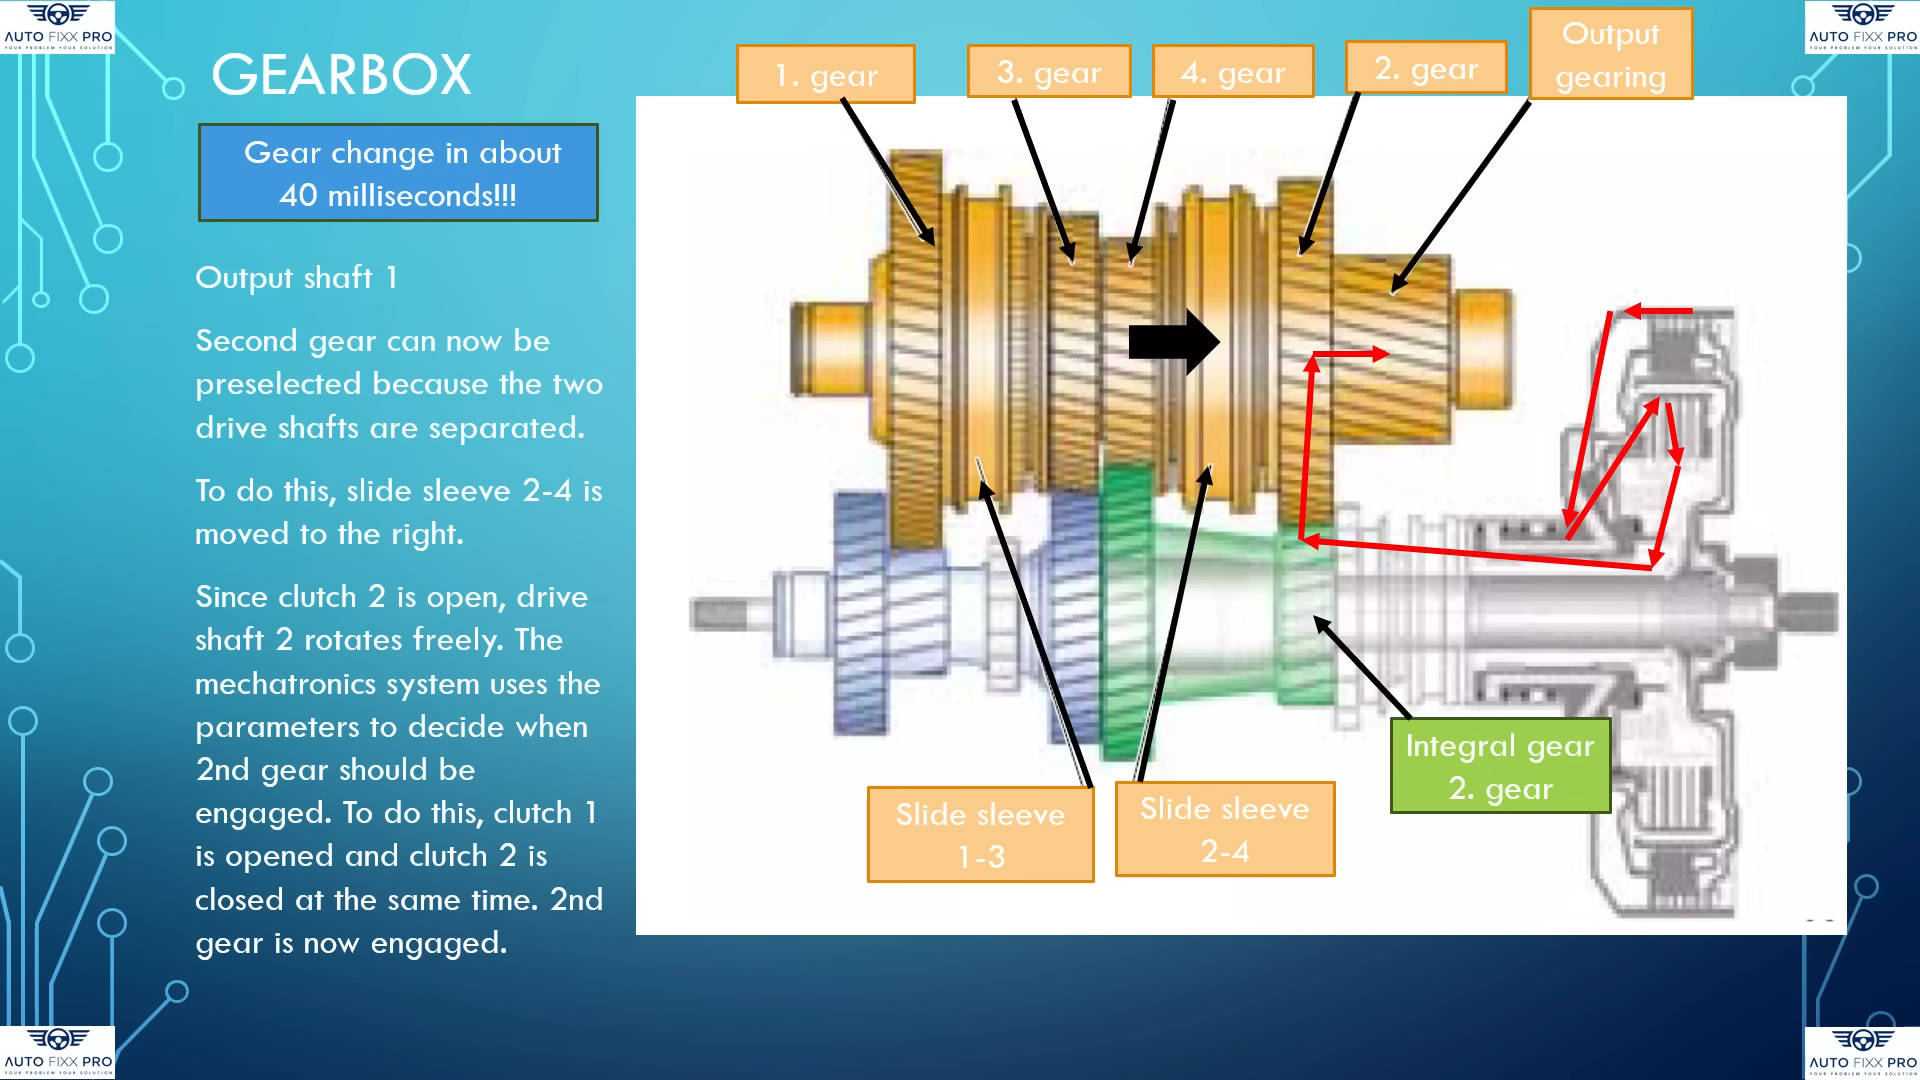 AUTO FIXX PRO
YOUR PROBLEM YOUR SOLUTION
AUTO FIXX PRO
YOUR PROBLEM YOUR SOLUTION
GEARBOX
Gear change in about
40 milliseconds!!!
1. gear
3. gear
4. gear
2. gear
Output
gearing
Output shaft 1
Second gear can now be
preselected because the two
drive shafts are separated.
To do this, slide sleeve 2-4 is
moved to the right.
Since clutch 2 is open, drive
shaft 2 rotates freely. The
mechatronics system uses the
parameters to decide when
2nd gear should be
engaged. To do this, clutch 1
is opened and clutch 2 is
closed at the same time. 2nd
gear is now engaged.
Slide sleeve
1-3
Slide sleeve
2-4
Integral gear
2. gear
AUTO FIXX PRO
YOUR PROBLEM YOUR SOLUTION
AUTO FIXX PRO
YOUR PROBLEM YOUR SOLUTION